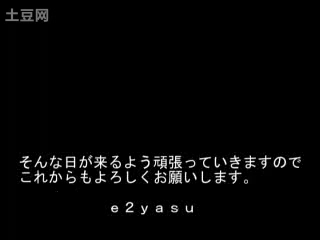 土豆网
そんな日が来るよう頑張っていきますので
これからもよろしくお願いします。
ｅ２ｙａｓｕ